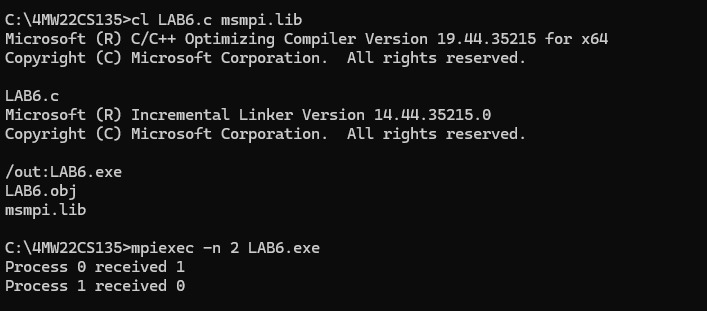 C:\4MW22CS135>cl LAB6.c msmpi.lib
Microsoft (R) C/C++ Optimizing Compiler Version 19.44.35215 for x64
Copyright (C) Microsoft Corporation.  All rights reserved.
LAB6.c
Microsoft (R) Incremental Linker Version 14.44.35215.0
Copyright (C) Microsoft Corporation.  All rights reserved.
/out:LAB6.exe
LAB6.obj
msmpi.lib
C:\4MW22CS135>mpiexec -n 2 LAB6.exe
Process 0 received 1
Process 1 received 0